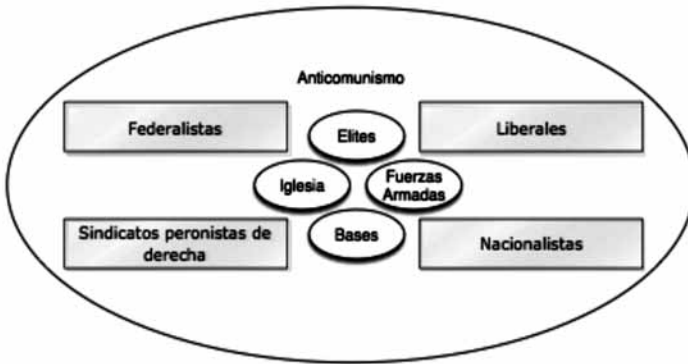 Anticomunismo
Federalistas
Elites
Liberales
Iglesia
Fuerzas
Armadas
Sindicatos peronistas de
derecha
Bases
Nacionalistas